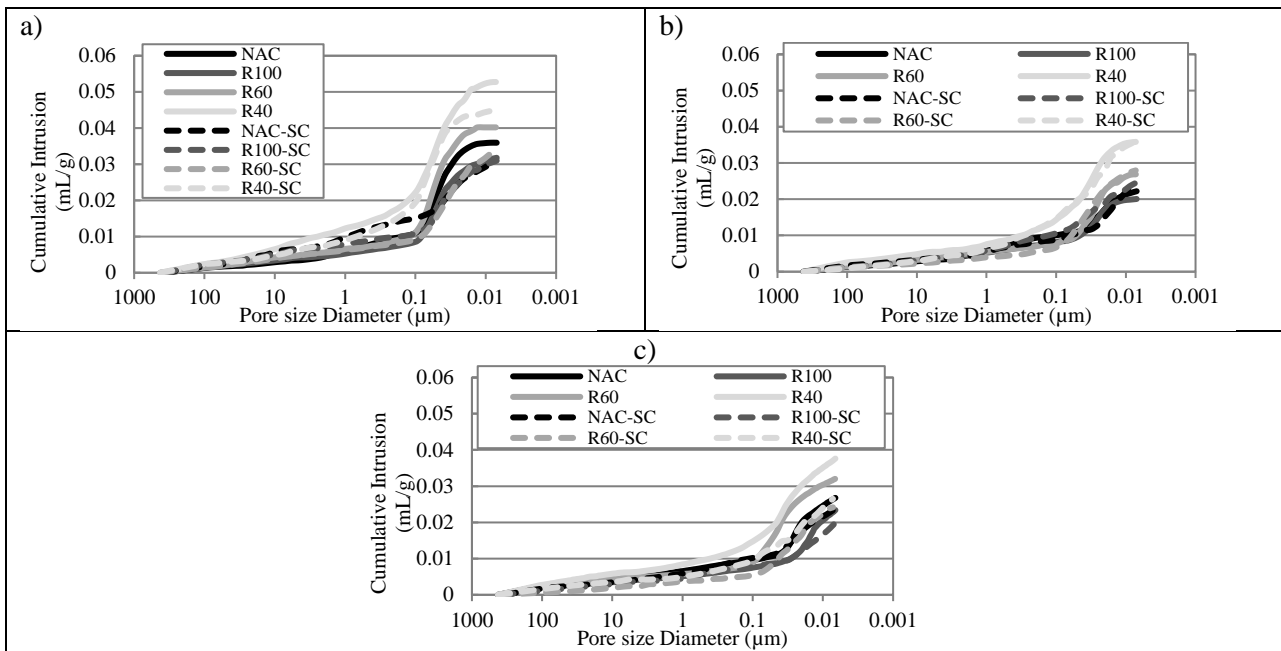 a)
Cumulative Intrusion
(mL/g)
0.06
0.05
0.04
0.03
0.02
0.01
0
NAC
R100
R60
R40
NAC-SC
R100-SC
R60-SC
R40-SC
1000 100 10 1 0.1 0.01 0.001
Pore size Diameter (µm)
b)
Cumulative Intrusion
(mL/g)
0.06
0.05
0.04
0.03
0.02
0.01
0
NAC R100
R60 R40
NAC-SC R100-SC
R60-SC R40-SC
1000 100 10 1 0.1 0.01 0.001
Pore size Diameter (µm)
c)
Cumulative Intrusion
(mL/g)
0.06
0.05
0.04
0.03
0.02
0.01
0
NAC R100
R60 R40
NAC-SC R100-SC
R60-SC R40-SC
1000 100 10 1 0.1 0.01 0.001
Pore size Diameter (µm)